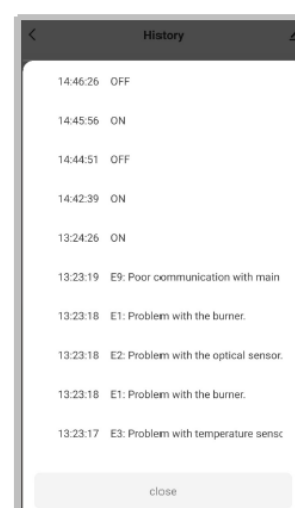 History
14:46:26 OFF
14:45:56 ON
14:44:51 OFF
14:42:39 ON
13:24:26 ON
13:23:19 E9: Poor communication with main
13:23:18 E1: Problem with the burner.
13:23:18 E2: Problem with the optical sensor.
13:23:18 E1: Problem with the burner.
13:23:17 E3: Problem with temperature sensc
close